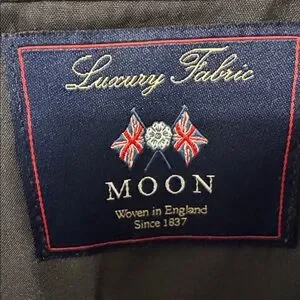 Luxury Fabric
MOON
Woven in England
Since 1837